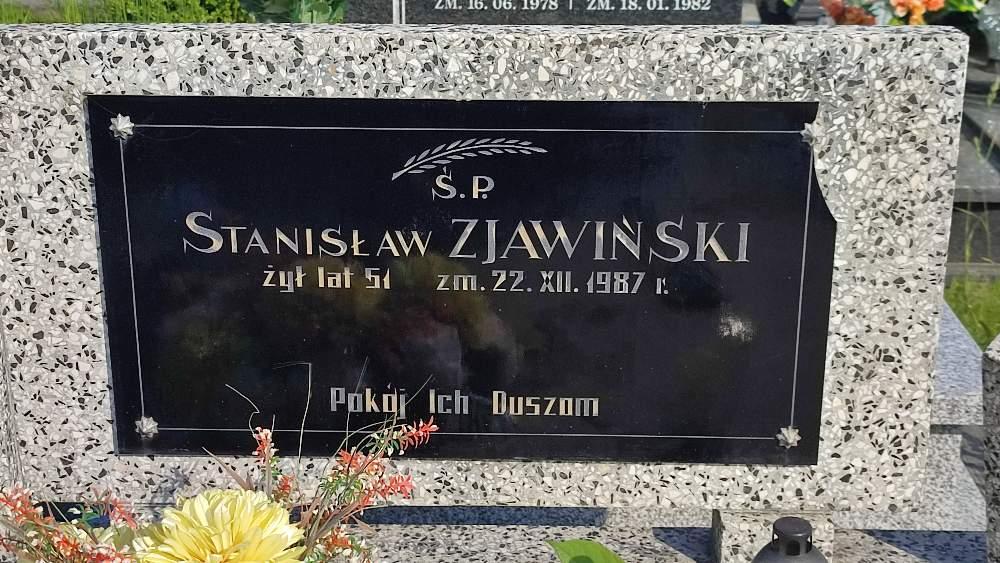 ZM. 16.06.1978 ZM. 18.01.1982
Ś.P.
STANISŁAW ZJAWIŃSKI
żył lat 51 zm. 22. XII. 1987 r.
Pokój Ich Duszom